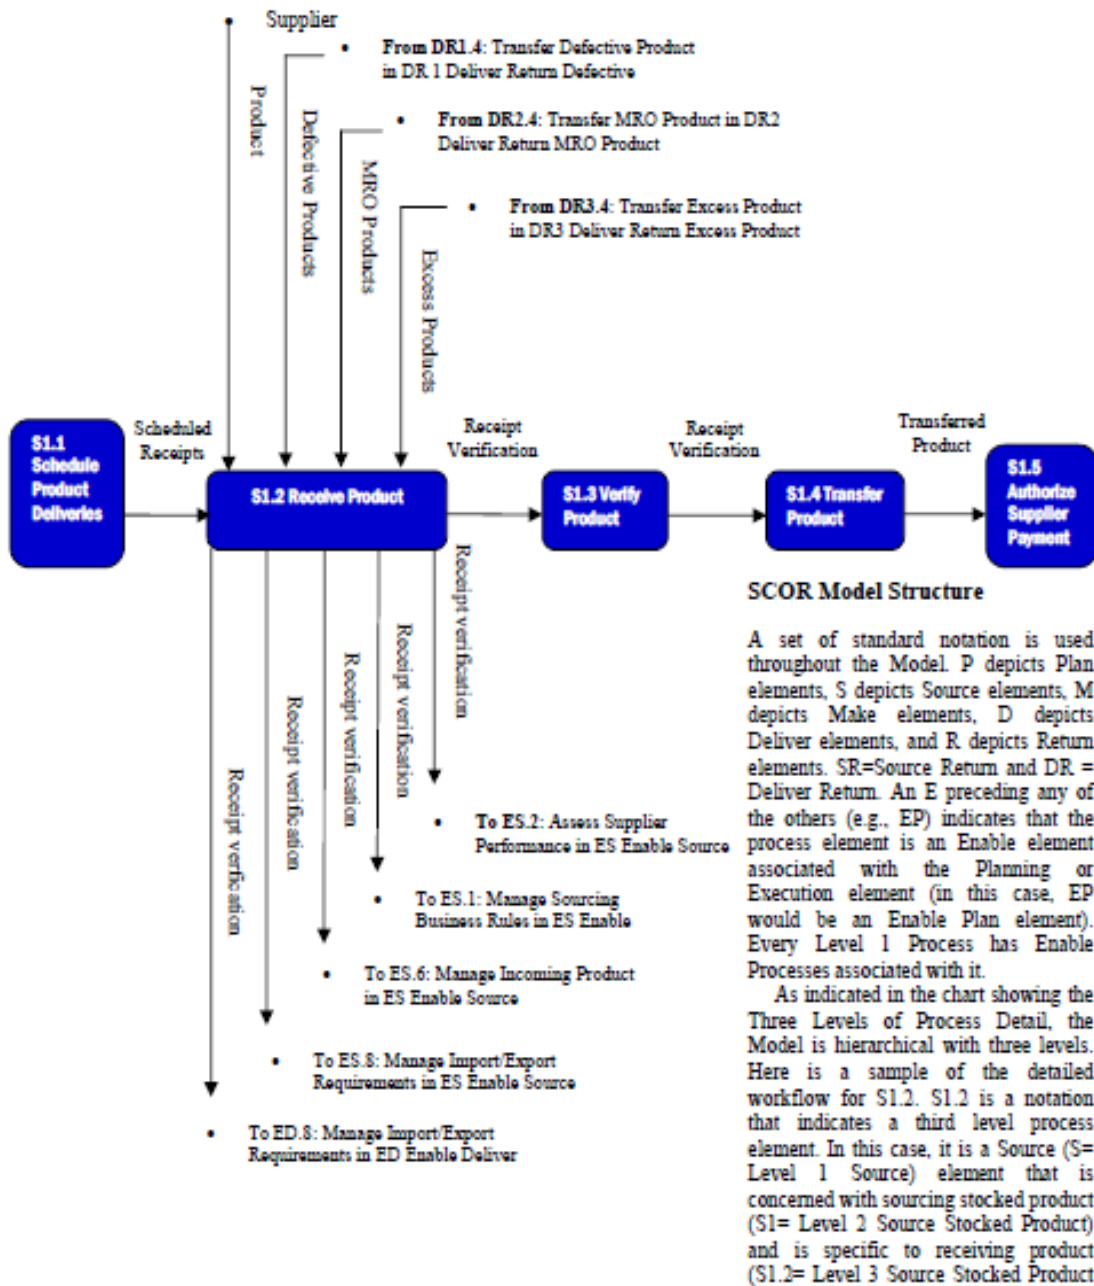 Supplier
From DR1.4: Transfer Defective Product
in DR 1 Deliver Return Defective
From DR2.4: Transfer MRO Product in DR2
Deliver Return MRO Product
From DR3.4: Transfer Excess Product
in DR3 Deliver Return Excess Product
Product
Defective Products
MRO Products
Excess Products
S1.1
Schedule
Product
Deliveries
Scheduled
Receipts
S1.2 Receive Product
Receipt
Verification
S1.3 Verify
Product
Receipt
Verification
S1.4 Transfer
Product
Transferred
Product
S1.5
Authorize
Supplier
Payment
Receipt verification
Receipt verification
Receipt verification
Receipt verification
Receipt verification
To ES.2: Assess Supplier
Performance in ES Enable Source
To ES.1: Manage Sourcing
Business Rules in ES Enable
To ES.6: Manage Incoming Product
in ES Enable Source
To ES.8: Manage Import/Export
Requirements in ES Enable Source
To ED.8: Manage Import/Export
Requirements in ED Enable Deliver
SCOR Model Structure
A set of standard notation is used
throughout the Model. P depicts Plan
elements, S depicts Source elements, M
depicts Make elements, D depicts
Deliver elements, and R depicts Return
elements. SR=Source Return and DR =
Deliver Return. An E preceding any of
the others (e.g., EP) indicates that the
process element is an Enable element
associated with the Planning or
Execution element (in this case, EP
would be an Enable Plan element).
Every Level 1 Process has Enable
Processes associated with it.
As indicated in the chart showing the
Three Levels of Process Detail, the
Model is hierarchical with three levels.
Here is a sample of the detailed
workflow for S1.2. S1.2 is a notation
that indicates a third level process
element. In this case, it is a Source (S=
Level 1 Source) element that is
concerned with sourcing stocked product
(S1= Level 2 Source Stocked Product)
and is specific to receiving product
(S1.2= Level 3 Source Stocked Product